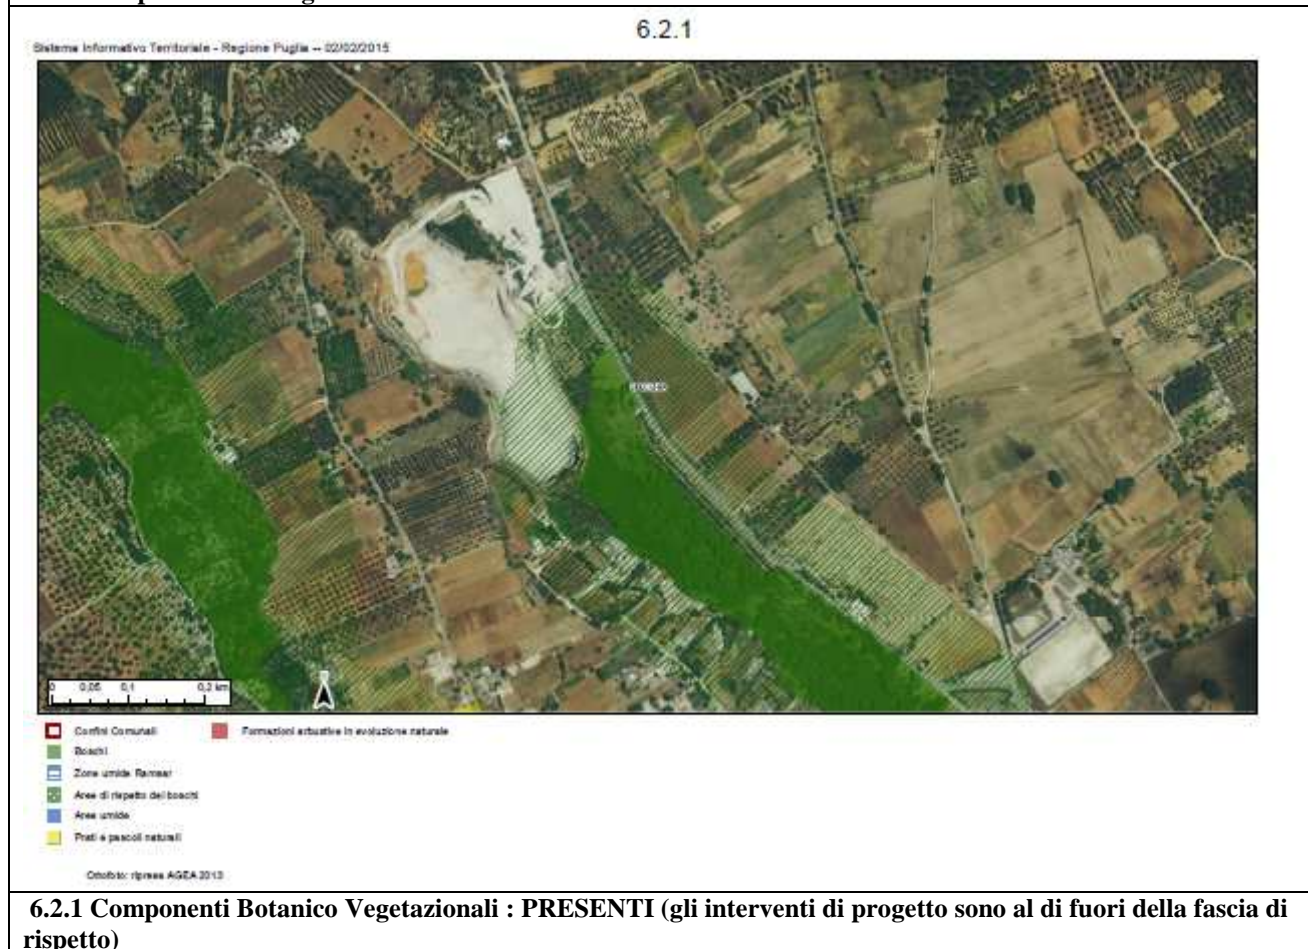 6.2.1
Sistema Informativo Territoriale - Regione Puglia -- 02/02/2015
0 0,05 0,1 0,2 km
Confini Comunali
Formazioni arbustive in evoluzione naturale
Boschi
Zone umide Ramsar
Aree di rispetto dei boschi
Aree umide
Prati e pascoli naturali
Ortofoto: riprese AGEA 2013
6.2.1 Componenti Botanico Vegetazionali : PRESENTI (gli interventi di progetto sono al di fuori della fascia di
rispetto)